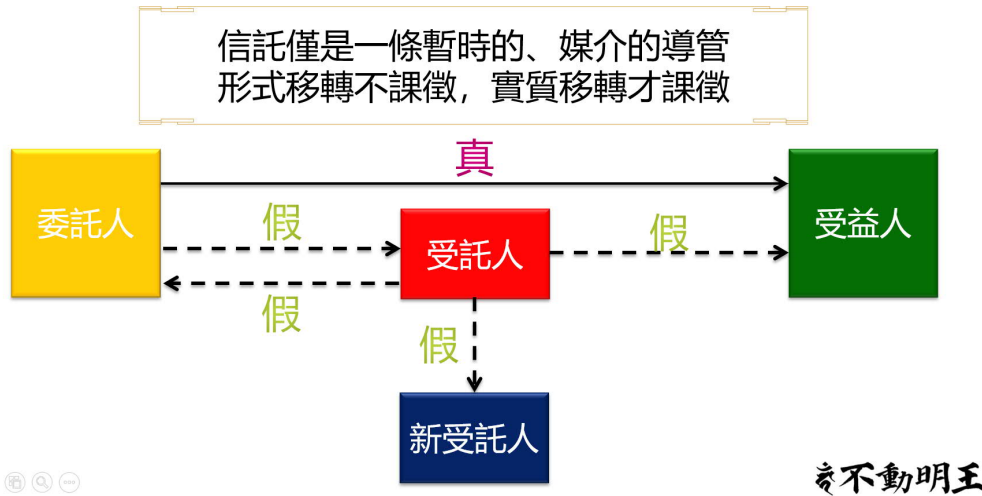 信託僅是一條暫時的、媒介的導管
形式移轉不課徵，實質移轉才課徵
真
委託人
假
受託人
假
受益人
假
假
新受託人
不動明王